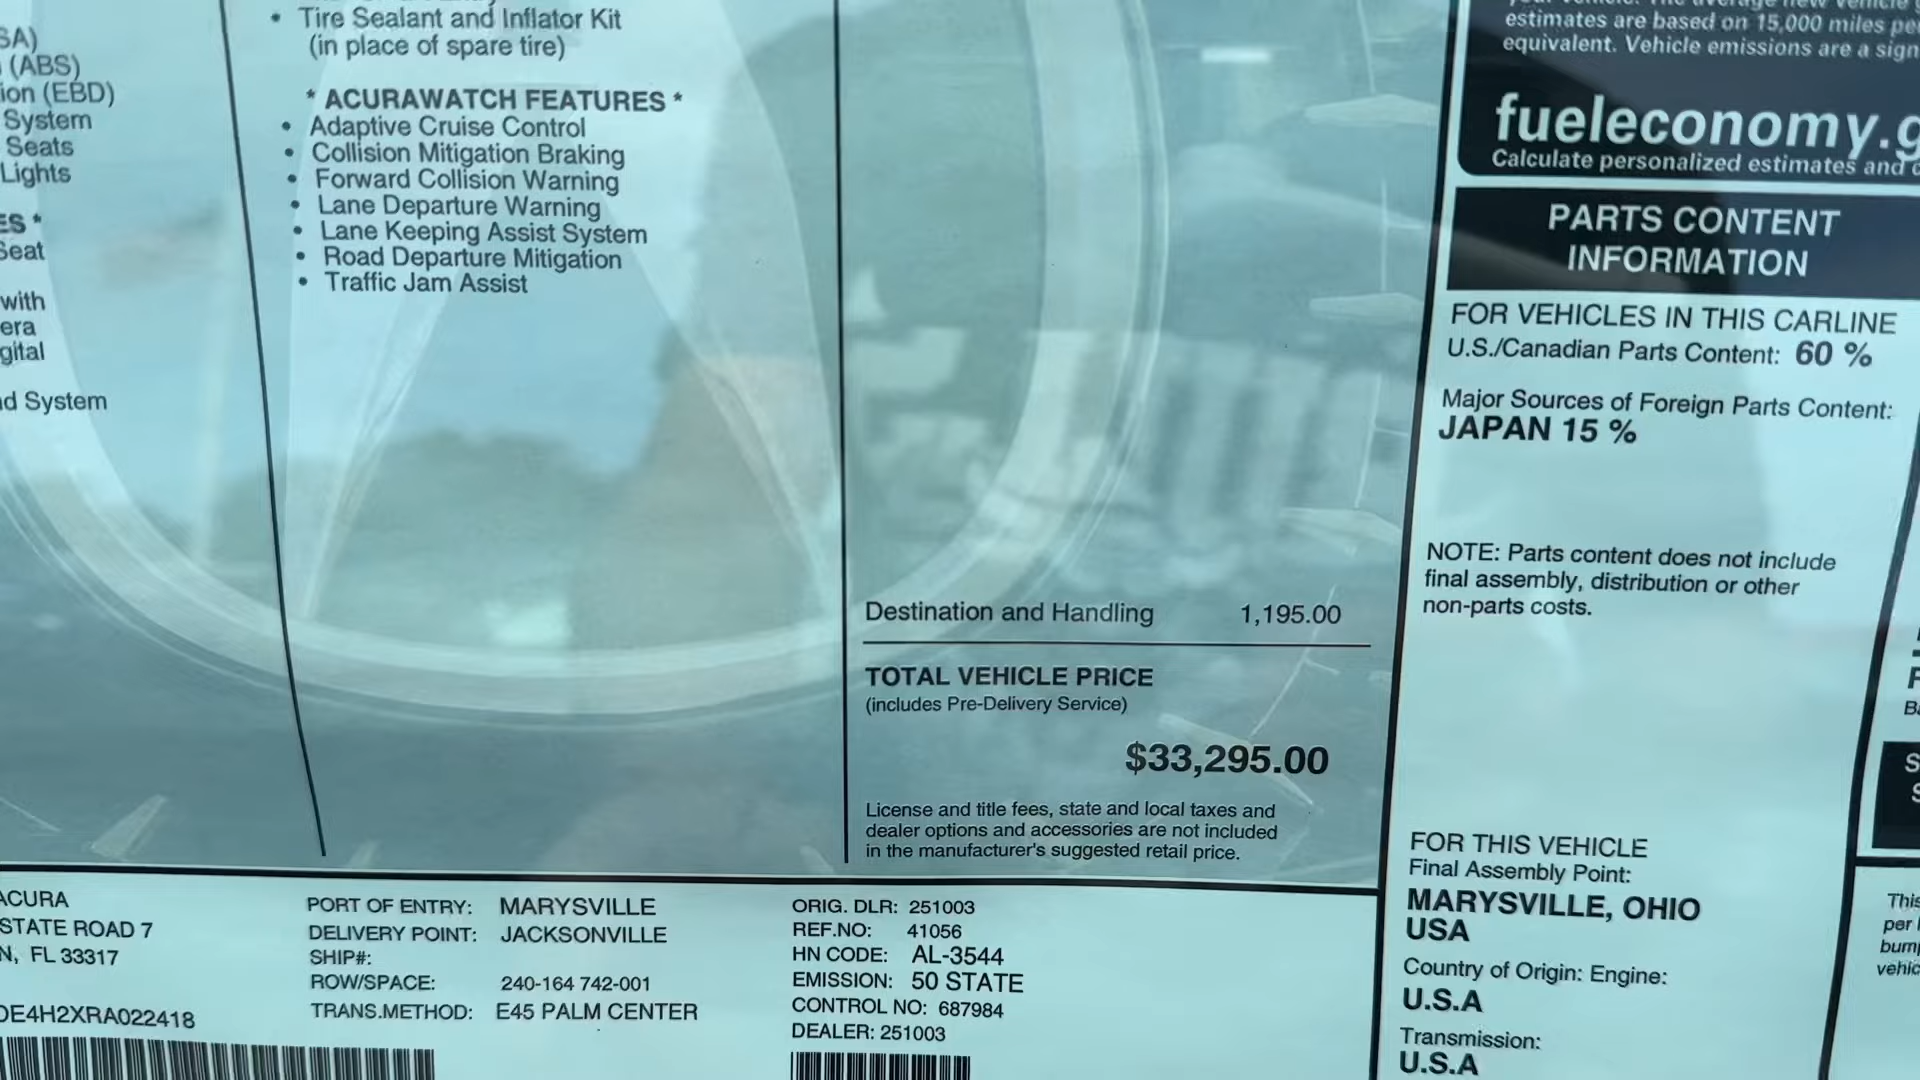 SA)
(ABS)
ion (EBD)
System
Seats
Lights
ES *
Seat
with
era
gital
nd System
• Tire Sealant and Inflator Kit
(in place of spare tire)
* ACURAWATCH FEATURES *
• Adaptive Cruise Control
• Collision Mitigation Braking
• Forward Collision Warning
• Lane Departure Warning
• Lane Keeping Assist System
• Road Departure Mitigation
• Traffic Jam Assist
Destination and Handling 1,195.00
TOTAL VEHICLE PRICE
(includes Pre-Delivery Service)
$33,295.00
License and title fees, state and local taxes and
dealer options and accessories are not included
in the manufacturer's suggested retail price.
estimates are based on 15,000 miles pe
equivalent. Vehicle emissions are a sign
fueleconomy.g
Calculate personalized estimates and c
PARTS CONTENT
INFORMATION
FOR VEHICLES IN THIS CARLINE
U.S./Canadian Parts Content: 60 %
Major Sources of Foreign Parts Content:
JAPAN 15 %
NOTE: Parts content does not include
final assembly, distribution or other
non-parts costs.
FOR THIS VEHICLE
Final Assembly Point:
MARYSVILLE, OHIO
USA
Country of Origin: Engine:
U.S.A
Transmission:
U.S.A
ACURA
STATE ROAD 7
N, FL 33317
DE4H2XRA022418
PORT OF ENTRY: MARYSVILLE
DELIVERY POINT: JACKSONVILLE
SHIP#:
ROW/SPACE: 240-164 742-001
TRANS.METHOD: E45 PALM CENTER
ORIG. DLR: 251003
REF.NO: 41056
HN CODE: AL-3544
EMISSION: 50 STATE
CONTROL NO: 687984
DEALER: 251003
This
per
bump
vehic